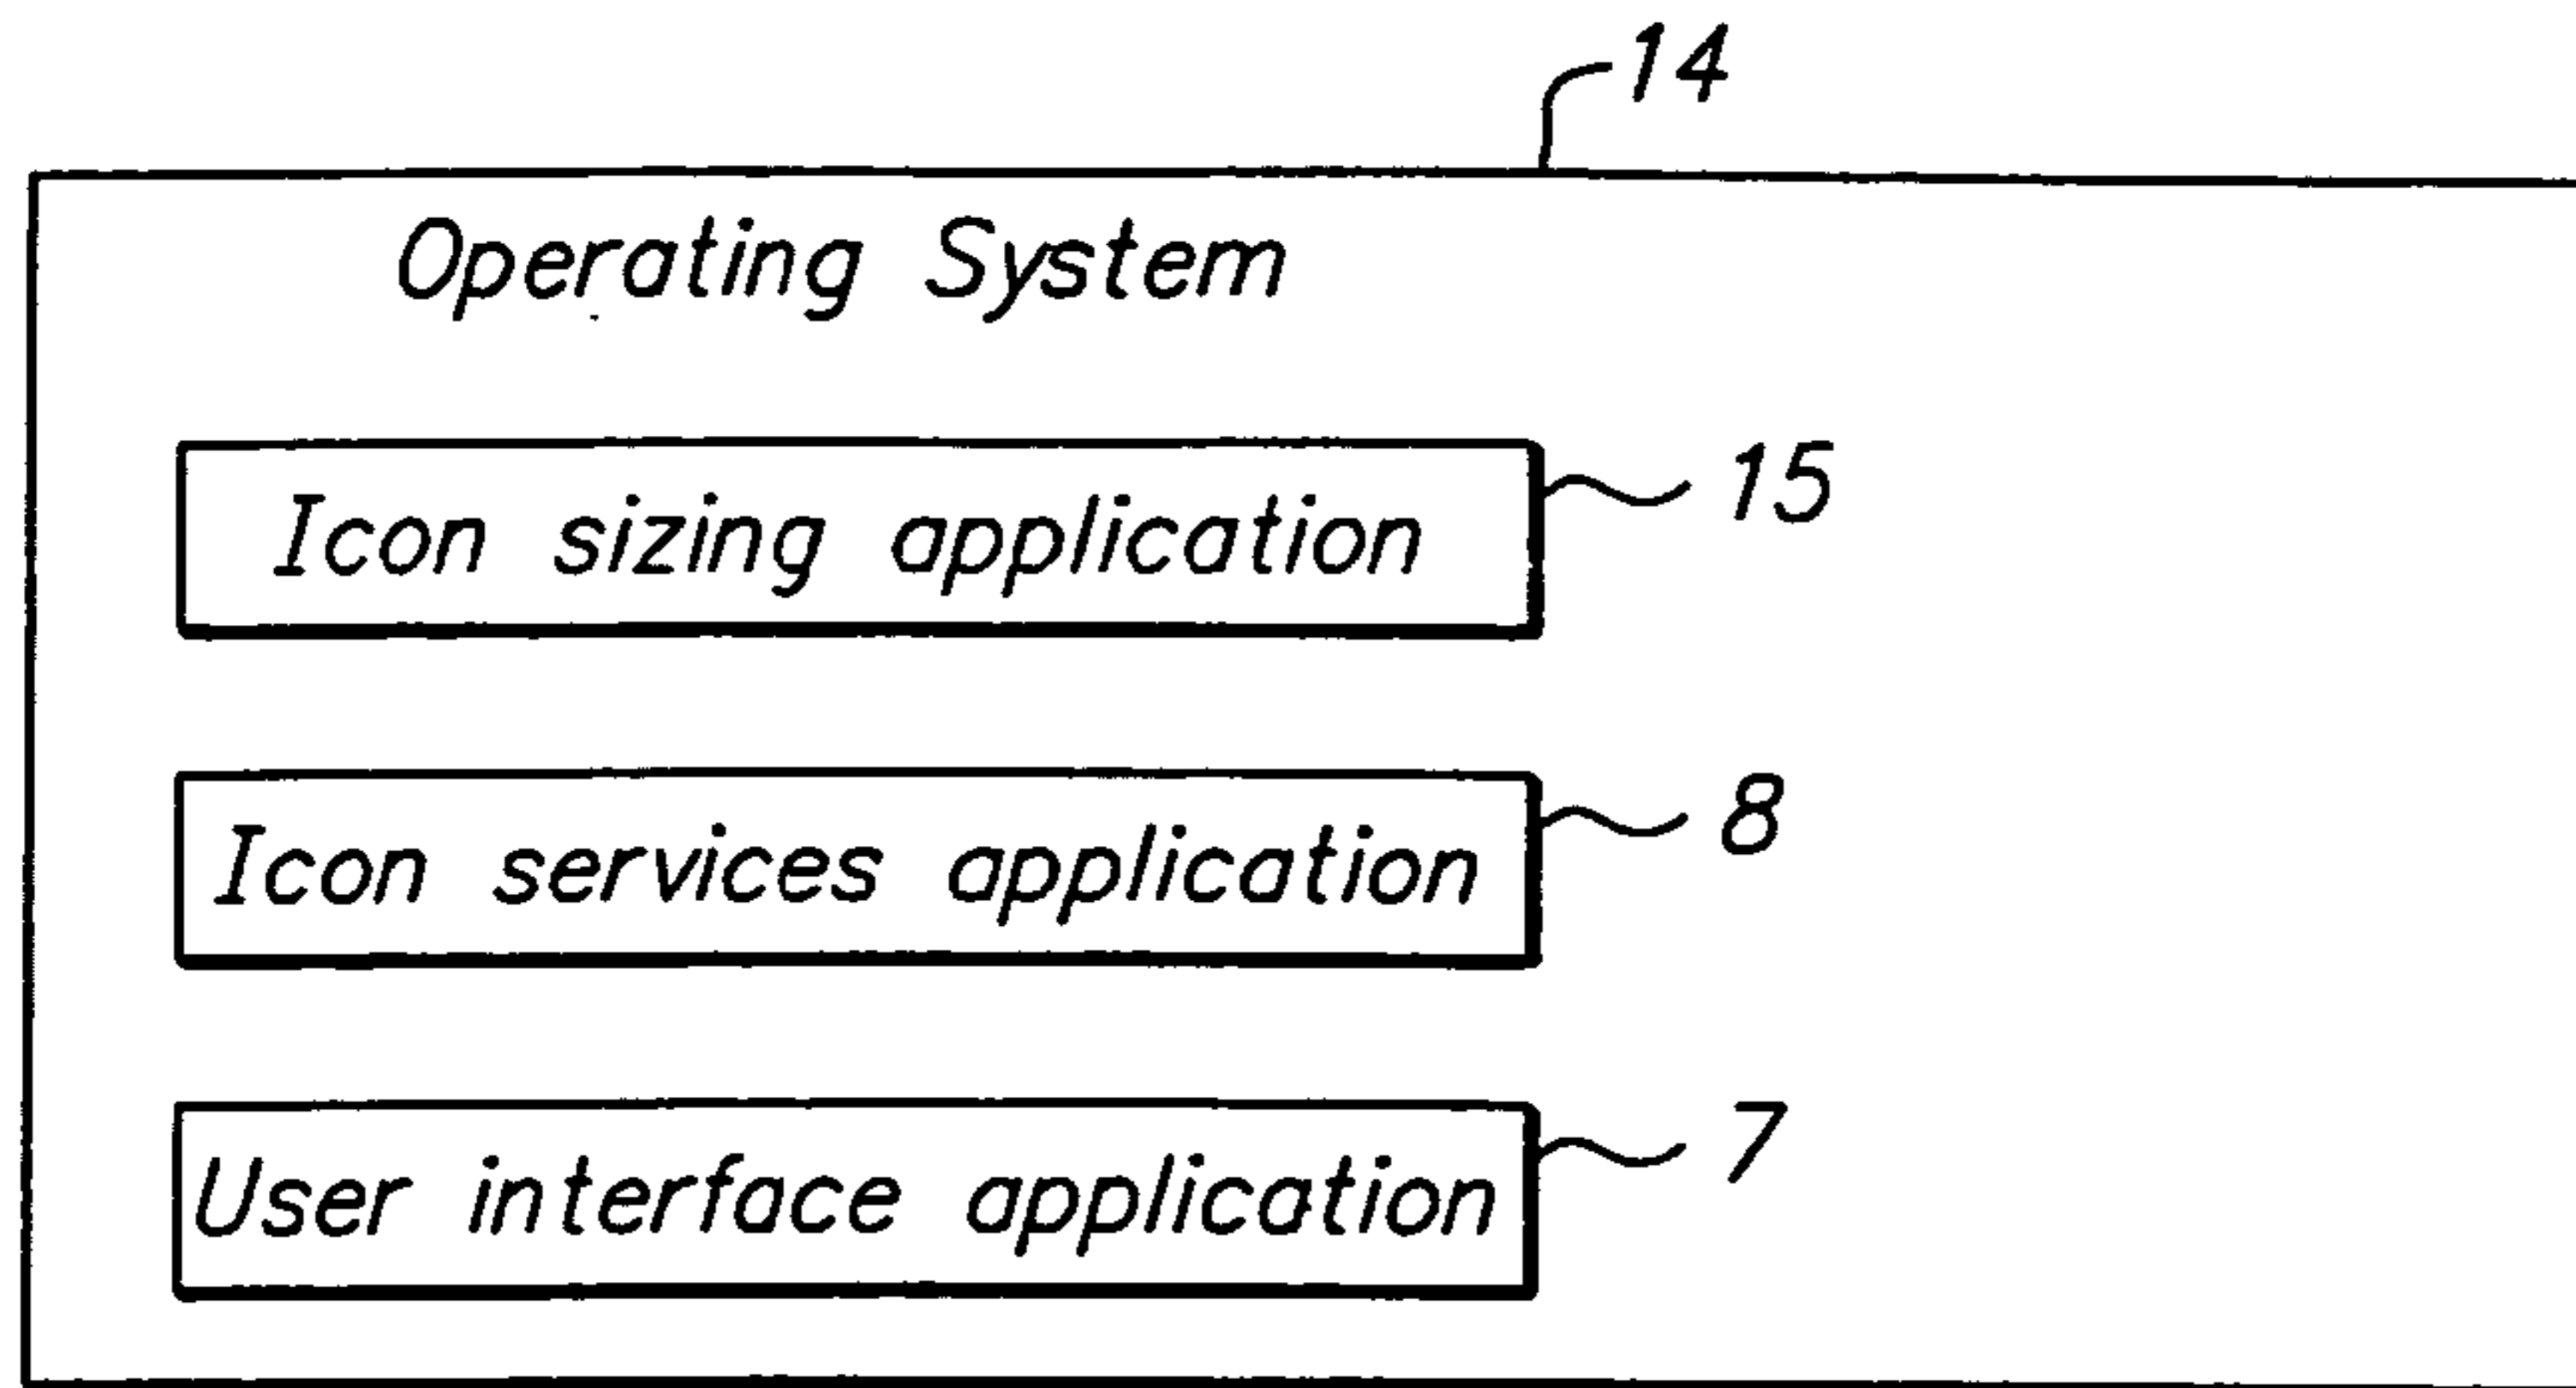 14
Operating System
Icon sizing application 15
Icon services application 8
User interface application 7